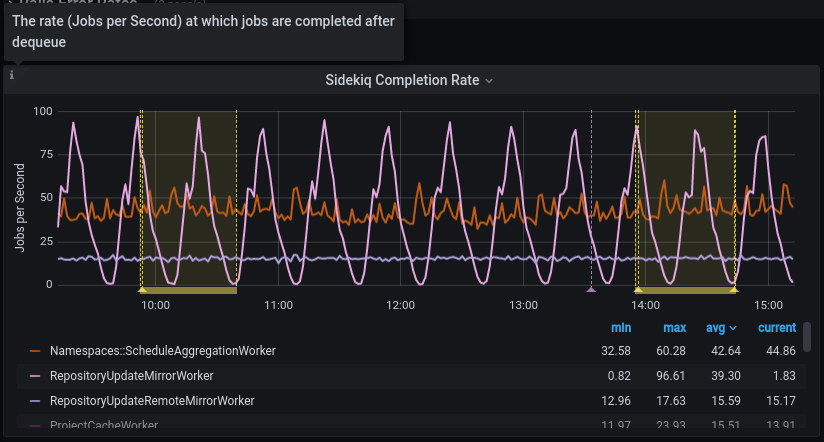 The rate (Jobs per Second) at which jobs are completed after
dequeue
i
Sidekiq Completion Rate
Jobs per Second
100
75
50
25
0
10:00 11:00 12:00 13:00 14:00 15:00
min max avg current
Namespaces::ScheduleAggregationWorker 32.58 60.28 42.64 44.86
RepositoryUpdateMirrorWorker 0.82 96.61 39.30 1.83
RepositoryUpdateRemoteMirrorWorker 12.96 17.63 15.59 15.17
ProjectCacheWorker 11.97 23.93 15.51 13.91